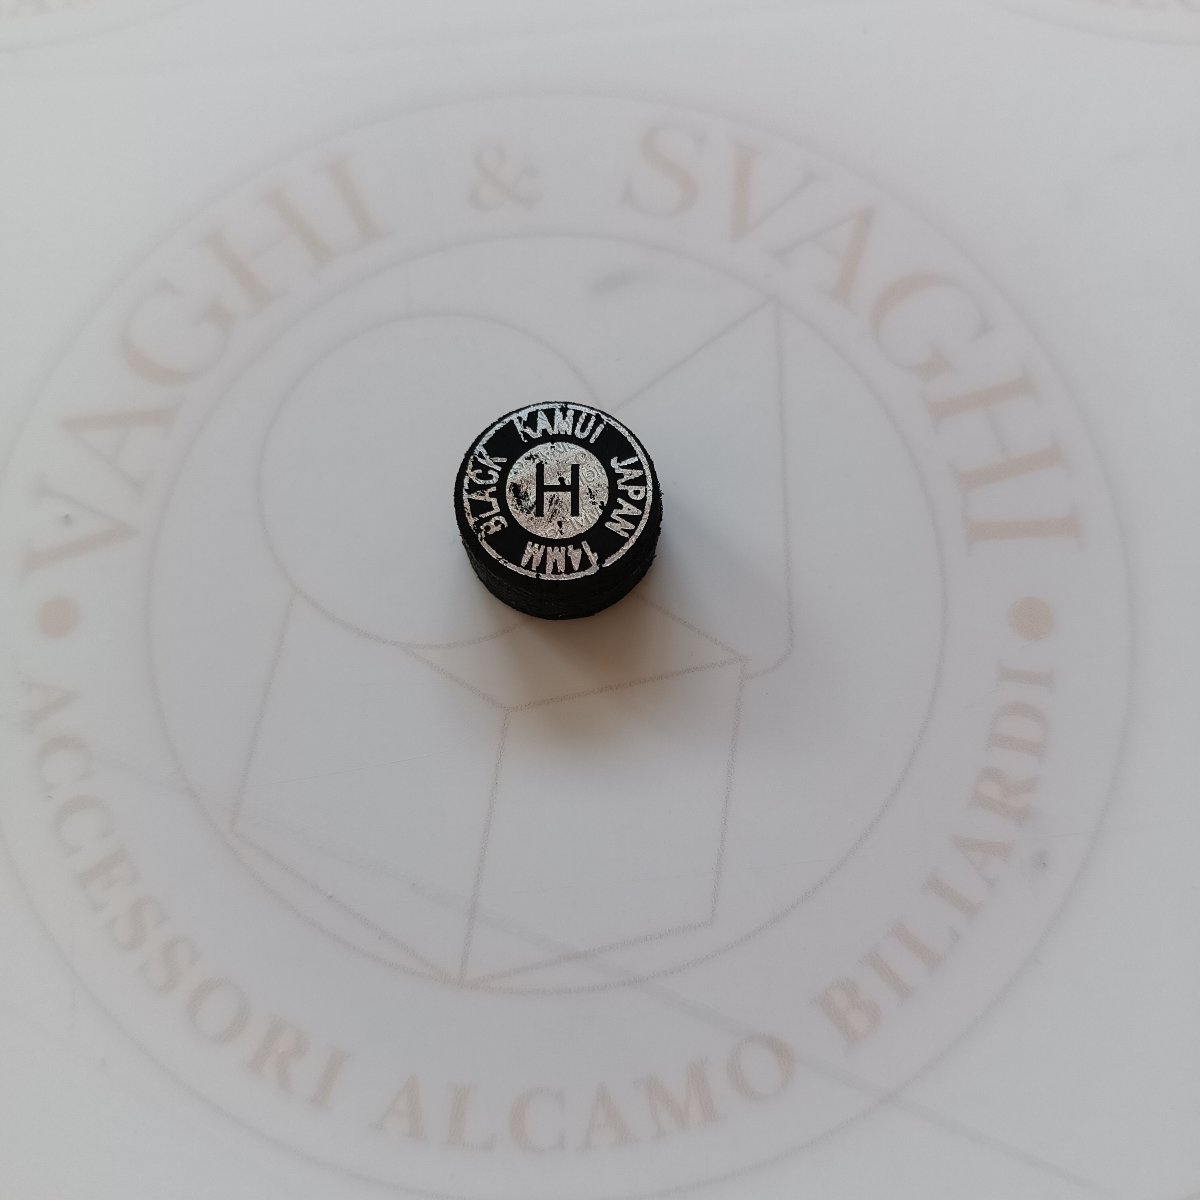 VAGHI & SVAGHI
BLACK KAMUI JAPAN
H
14MM
ACCESSORI ALCAMO BILIARDI